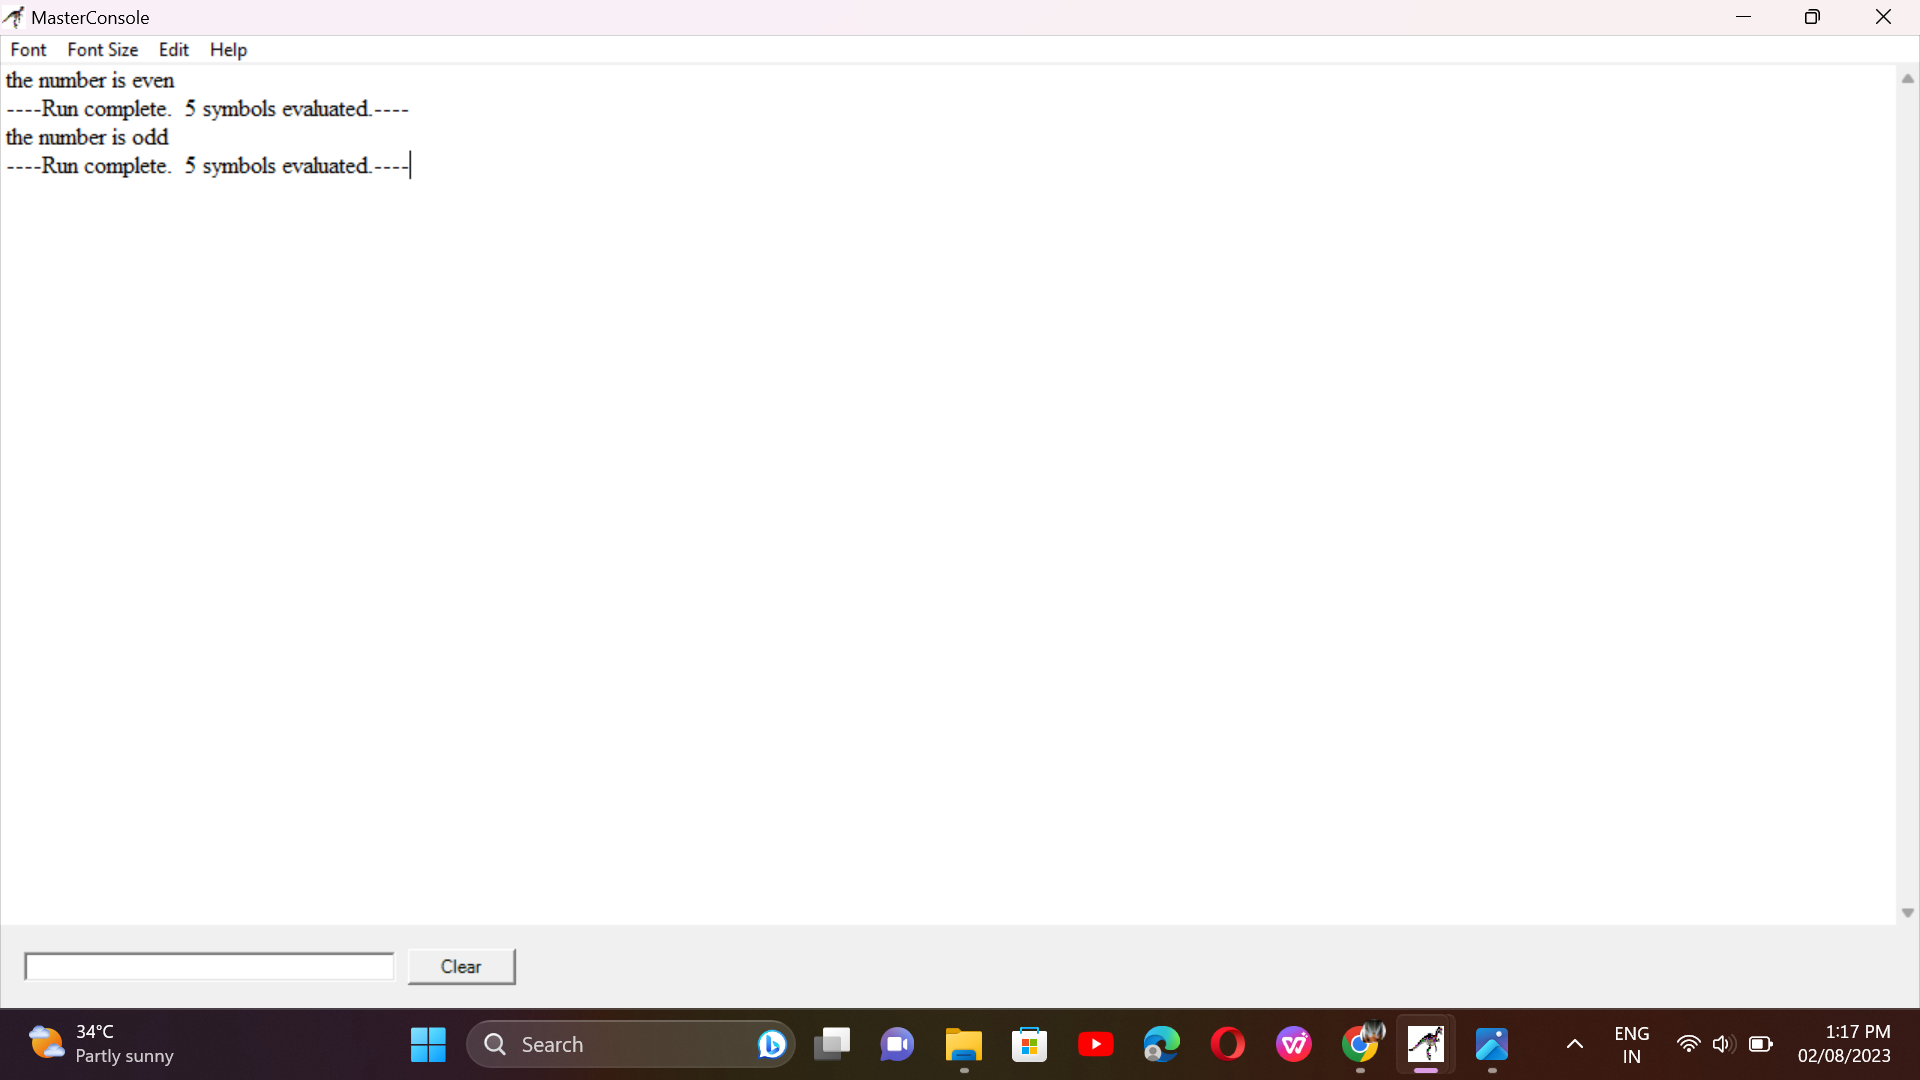 MasterConsole
Font Font Size Edit Help
the number is even
----Run complete.  5 symbols evaluated.----
the number is odd
----Run complete.  5 symbols evaluated.----
Clear
34°C
Partly sunny
Search
ENG
IN
1:17 PM
02/08/2023